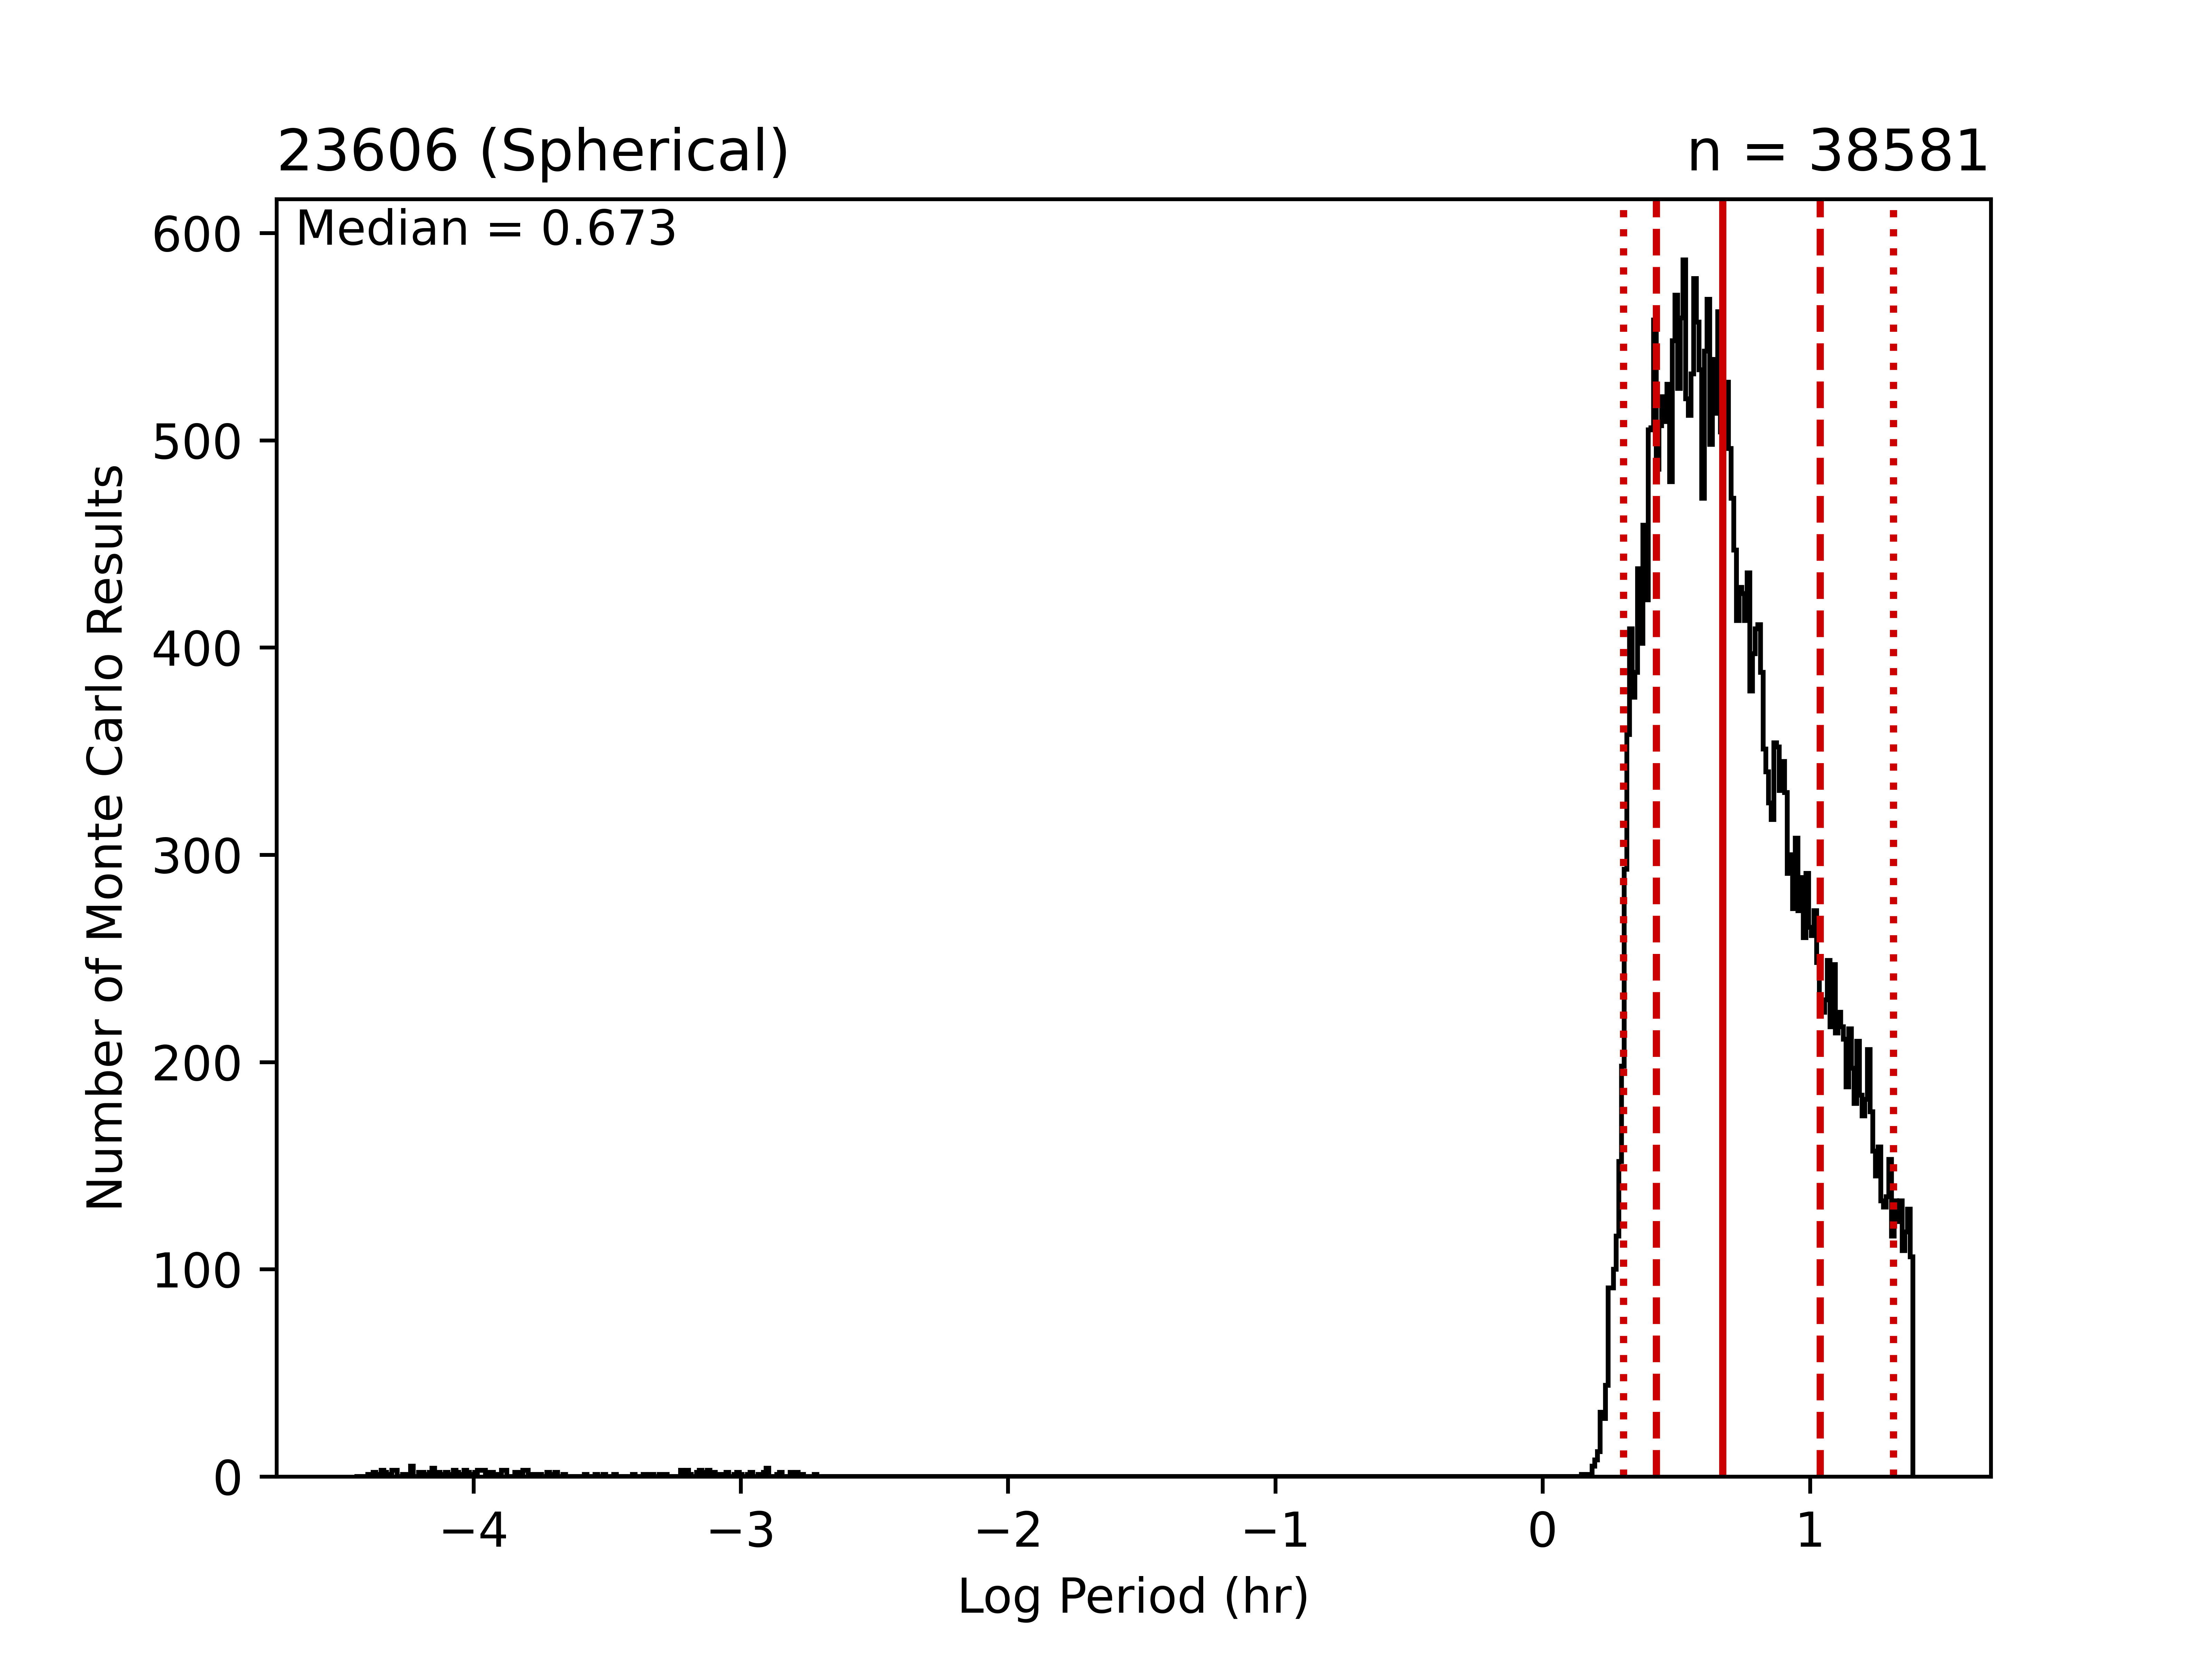 23606 (Spherical)
n = 38581
Median = 0.673
600
500
400
300
200
100
0
Number of Monte Carlo Results
−4 −3 −2 −1 0 1
Log Period (hr)